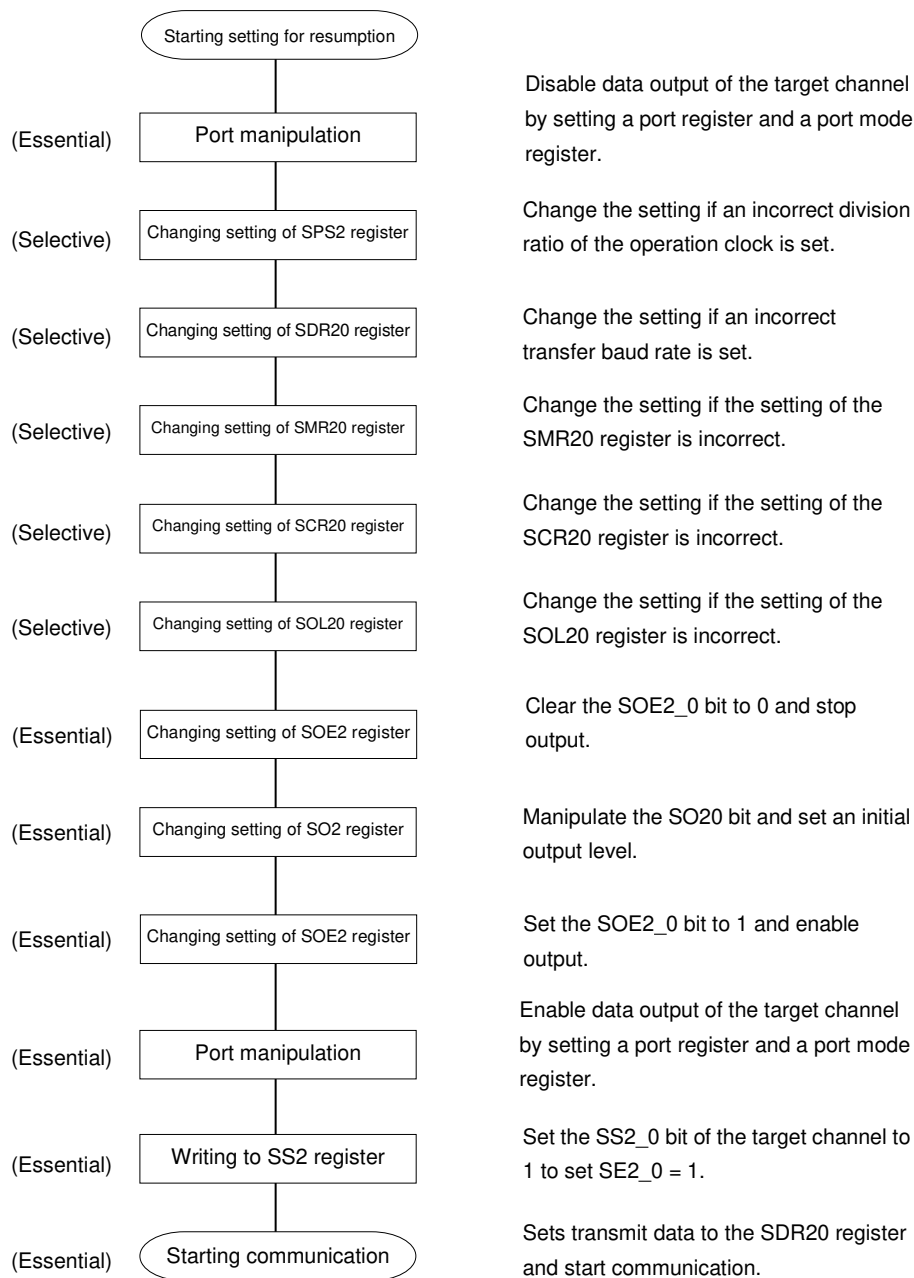 Starting setting for resumption
(Essential)
Port manipulation
Disable data output of the target channel
by setting a port register and a port mode
register.
(Selective)
Changing setting of SPS2 register
Change the setting if an incorrect division
ratio of the operation clock is set.
(Selective)
Changing setting of SDR20 register
Change the setting if an incorrect
transfer baud rate is set.
(Selective)
Changing setting of SMR20 register
Change the setting if the setting of the
SMR20 register is incorrect.
(Selective)
Changing setting of SCR20 register
Change the setting if the setting of the
SCR20 register is incorrect.
(Selective)
Changing setting of SOL20 register
Change the setting if the setting of the
SOL20 register is incorrect.
(Essential)
Changing setting of SOE2 register
Clear the SOE2_0 bit to 0 and stop
output.
(Essential)
Changing setting of SO2 register
Manipulate the SO20 bit and set an initial
output level.
(Essential)
Changing setting of SOE2 register
Set the SOE2_0 bit to 1 and enable
output.
(Essential)
Port manipulation
Enable data output of the target channel
by setting a port register and a port mode
register.
(Essential)
Writing to SS2 register
Set the SS2_0 bit of the target channel to
1 to set SE2_0 = 1.
(Essential)
Starting communication
Sets transmit data to the SDR20 register
and start communication.